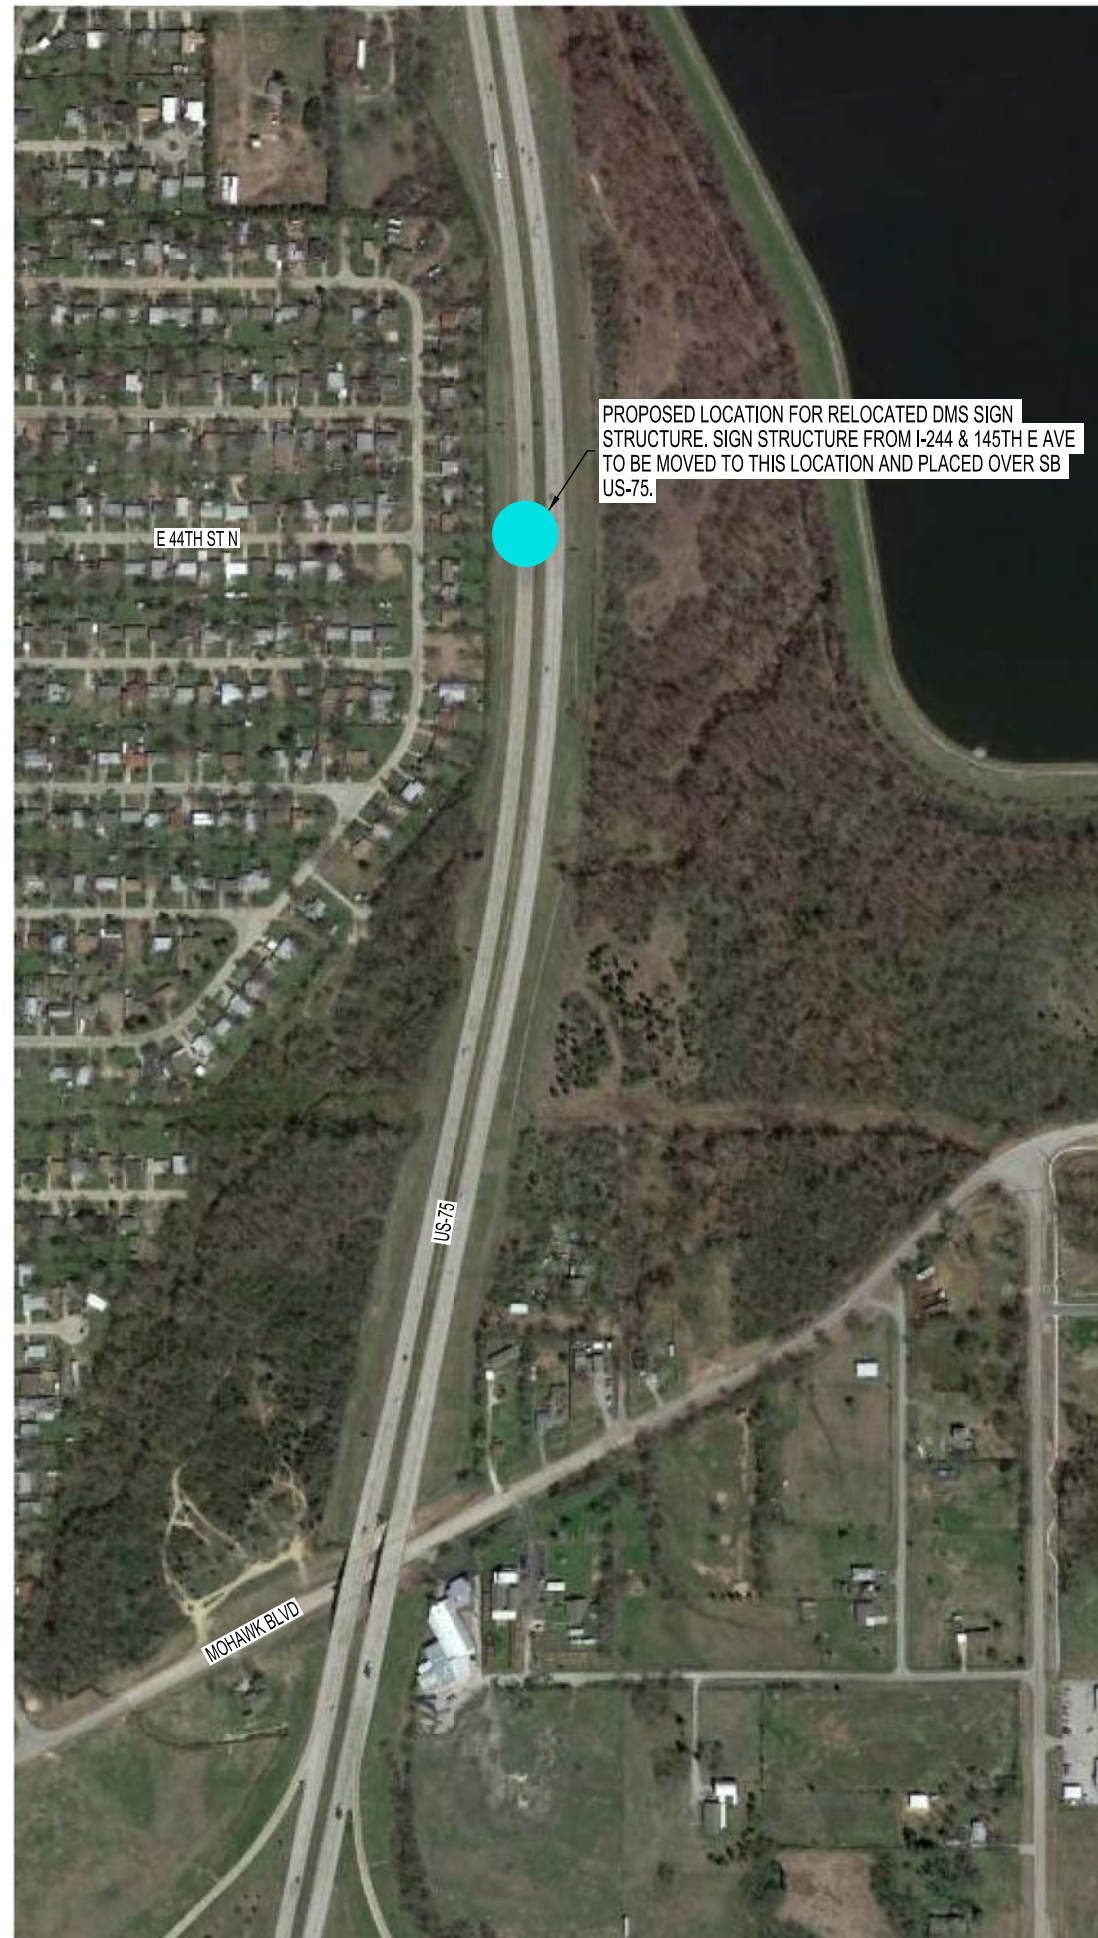 PROPOSED LOCATION FOR RELOCATED DMS SIGN
STRUCTURE. SIGN STRUCTURE FROM I-244 & 145TH E AVE
TO BE MOVED TO THIS LOCATION AND PLACED OVER SB
US-75.
E 44TH ST N
US-75
MOHAWK BLVD